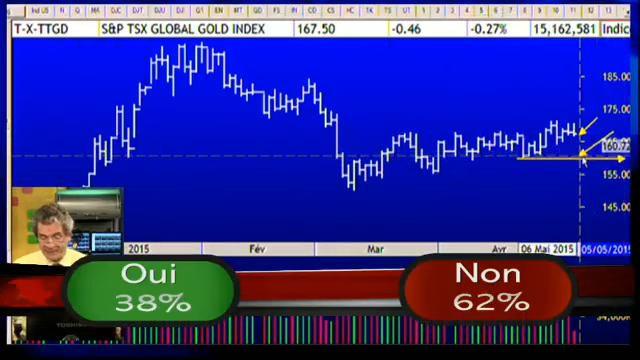 T-X-TTGD S&P TSX GLOBAL GOLD INDEX 167.50 -0.46 -0.27% 15,162,581 Indic
185.00
175.00
160.72
155.00
145.00
2015 Fév Mar Avr 06 Mai 2015 05/05/2015
Oui Non
38% 62%
TOSHIBA